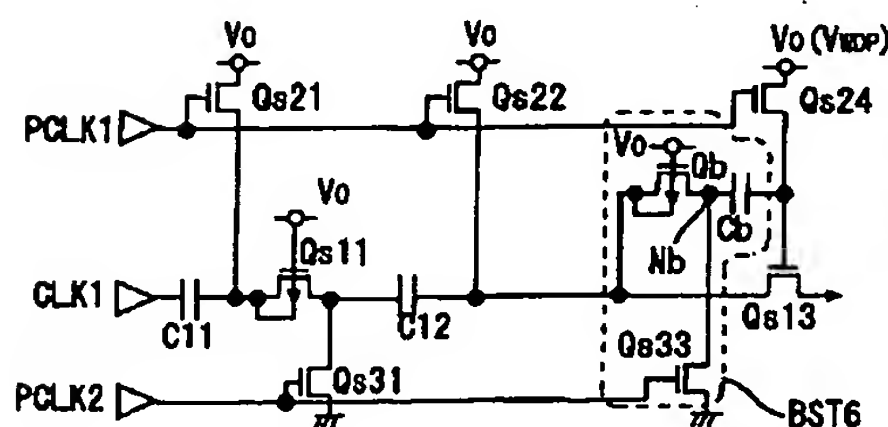 Vo
Vo
Vo (VWDP)
Qs21
Qs22
Qs24
PCLK1
Vo
Qb
Vo
Qs11
Nb
Cb
CLK1
C11
C12
Qs13
Qs31
Qs33
PCLK2
BST6